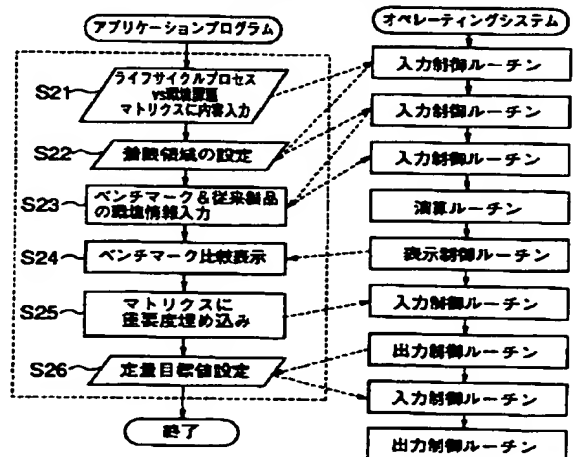 アプリケーションプログラム
S21
ライフサイクルプロセス
vs環境課題
マトリクスに内容入力
S22
着眼領域の設定
S23
ベンチマーク&従来製品
の環境情報入力
S24
ベンチマーク比較表示
S25
マトリクスに
重要度埋め込み
S26
定量目標値設定
終了
オペレーティングシステム
入力制御ルーチン
入力制御ルーチン
入力制御ルーチン
演算ルーチン
表示制御ルーチン
入力制御ルーチン
出力制御ルーチン
入力制御ルーチン
出力制御ルーチン